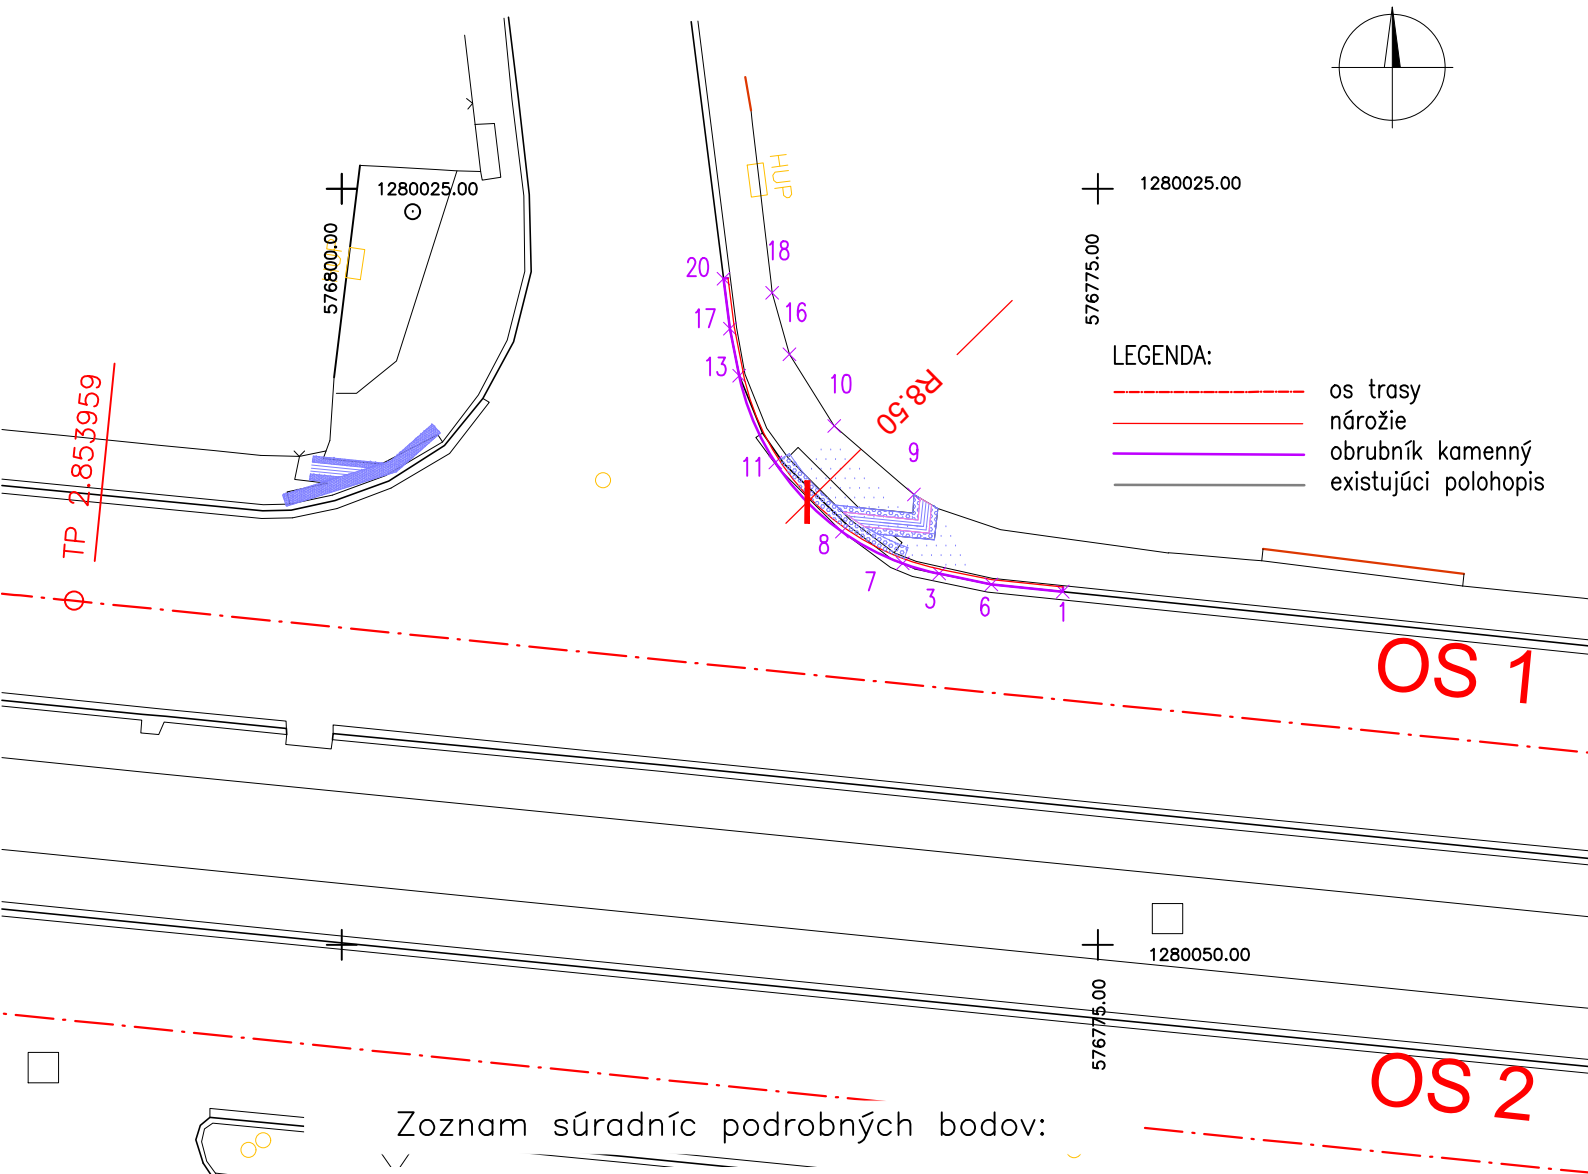 1280025.00
1280025.00
HUP
576800.00
576775.00
18
20
16
17
13
10
R8.50
9
11
8
7
3
6
1
LEGENDA:
os trasy
nárožie
obrubník kamenný
existujúci polohopis
TP 2.853959
OS 1
1280050.00
576775.00
OS 2
Zoznam súradníc podrobných bodov: